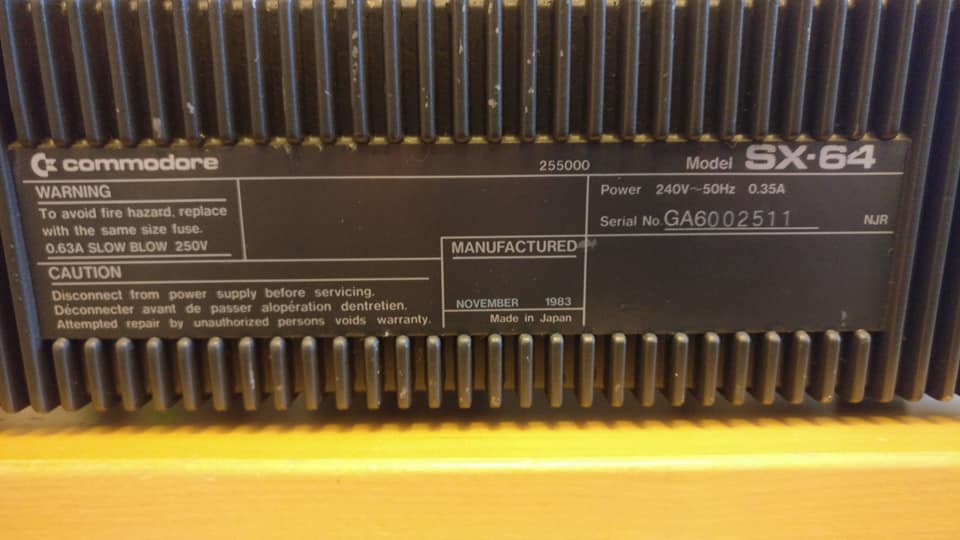 commodore
255000
Model SX-64
WARNING
To avoid fire hazard, replace
with the same size fuse.
0.63A SLOW BLOW 250V
Power 240V~50Hz 0.35A
Serial No. GA6002511
NJR
CAUTION
Disconnect from power supply before servicing.
Déconnecter avant de passer alopération dentretien.
Attempted repair by unauthorized persons voids warranty.
MANUFACTURED
NOVEMBER 1983
Made in Japan